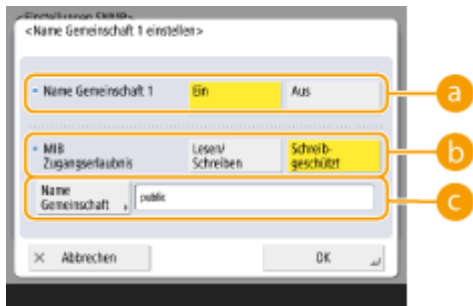 <Einstellungen SNMP>
<Name Gemeinschaft 1 einstellen>
Name Gemeinschaft 1 Ein Aus a
MIB Zugangserlaubnis Lesen/ Schreiben Schreib- geschützt b
Name Gemeinschaft public c
× Abbrechen OK